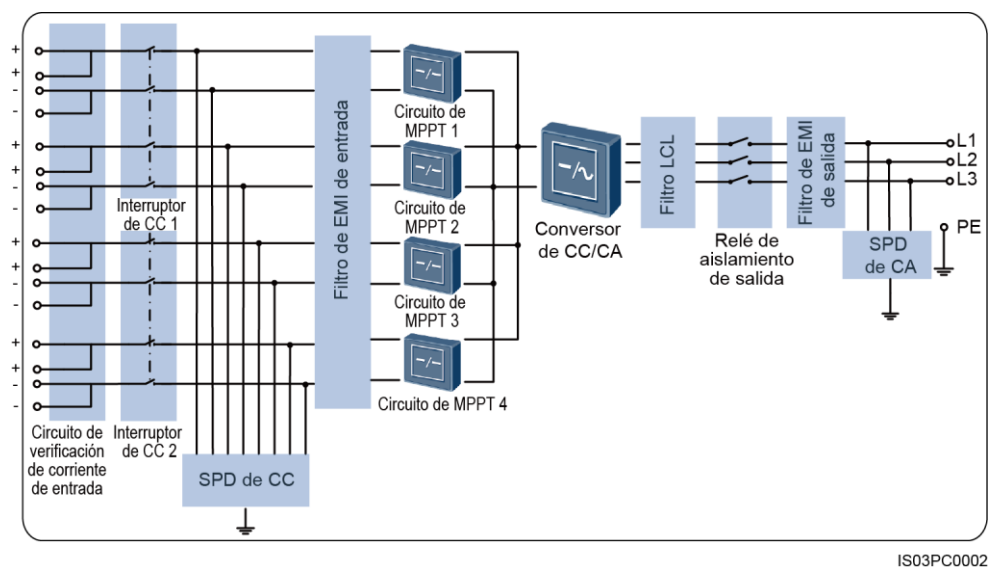 +
+
-
-
+
+
-
-
+
+
-
-
+
+
-
-
Circuito de
verificación
de corriente
de entrada
Interruptor
de CC 1
Interruptor
de CC 2
SPD de CC
Filtro de EMI de entrada
Circuito de
MPPT 1
Circuito de
MPPT 2
Circuito de
MPPT 3
Circuito de MPPT 4
Conversor
de CC/CA
Filtro LCL
Relé de
aislamiento
de salida
Filtro de EMI
de salida
L1
L2
L3
PE
SPD
de CA
IS03PC0002